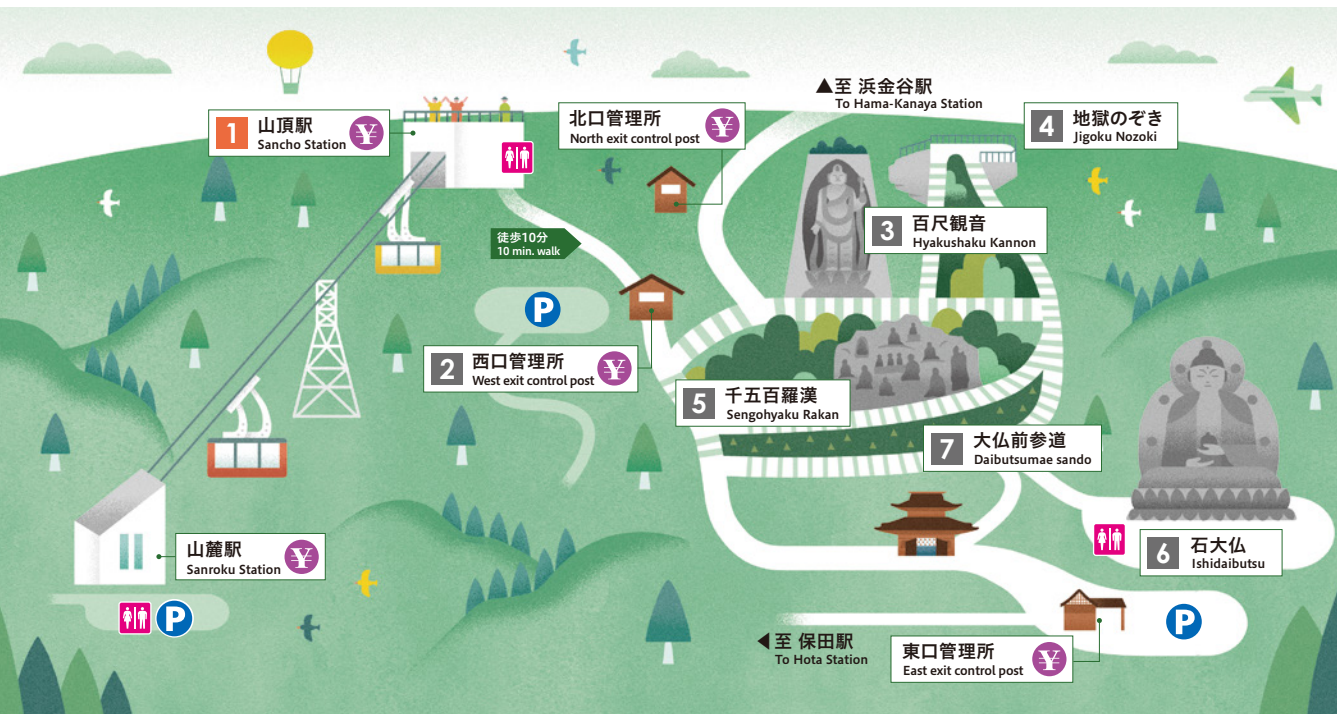 1
山頂駅
Sancho Station
¥
北口管理所
North exit control post
¥
▲至 浜金谷駅
To Hama-Kanaya Station
4
地獄のぞき
Jigoku Nozoki
3
百尺観音
Hyakushaku Kannon
徒歩10分
10 min. walk
P
2
西口管理所
West exit control post
¥
5
千五百羅漢
Sengohyaku Rakan
7
大仏前参道
Daibutsumae sando
山麓駅
Sanroku Station
¥
P
6
石大仏
Ishidaibutsu
◀至 保田駅
To Hota Station
東口管理所
East exit control post
¥
P